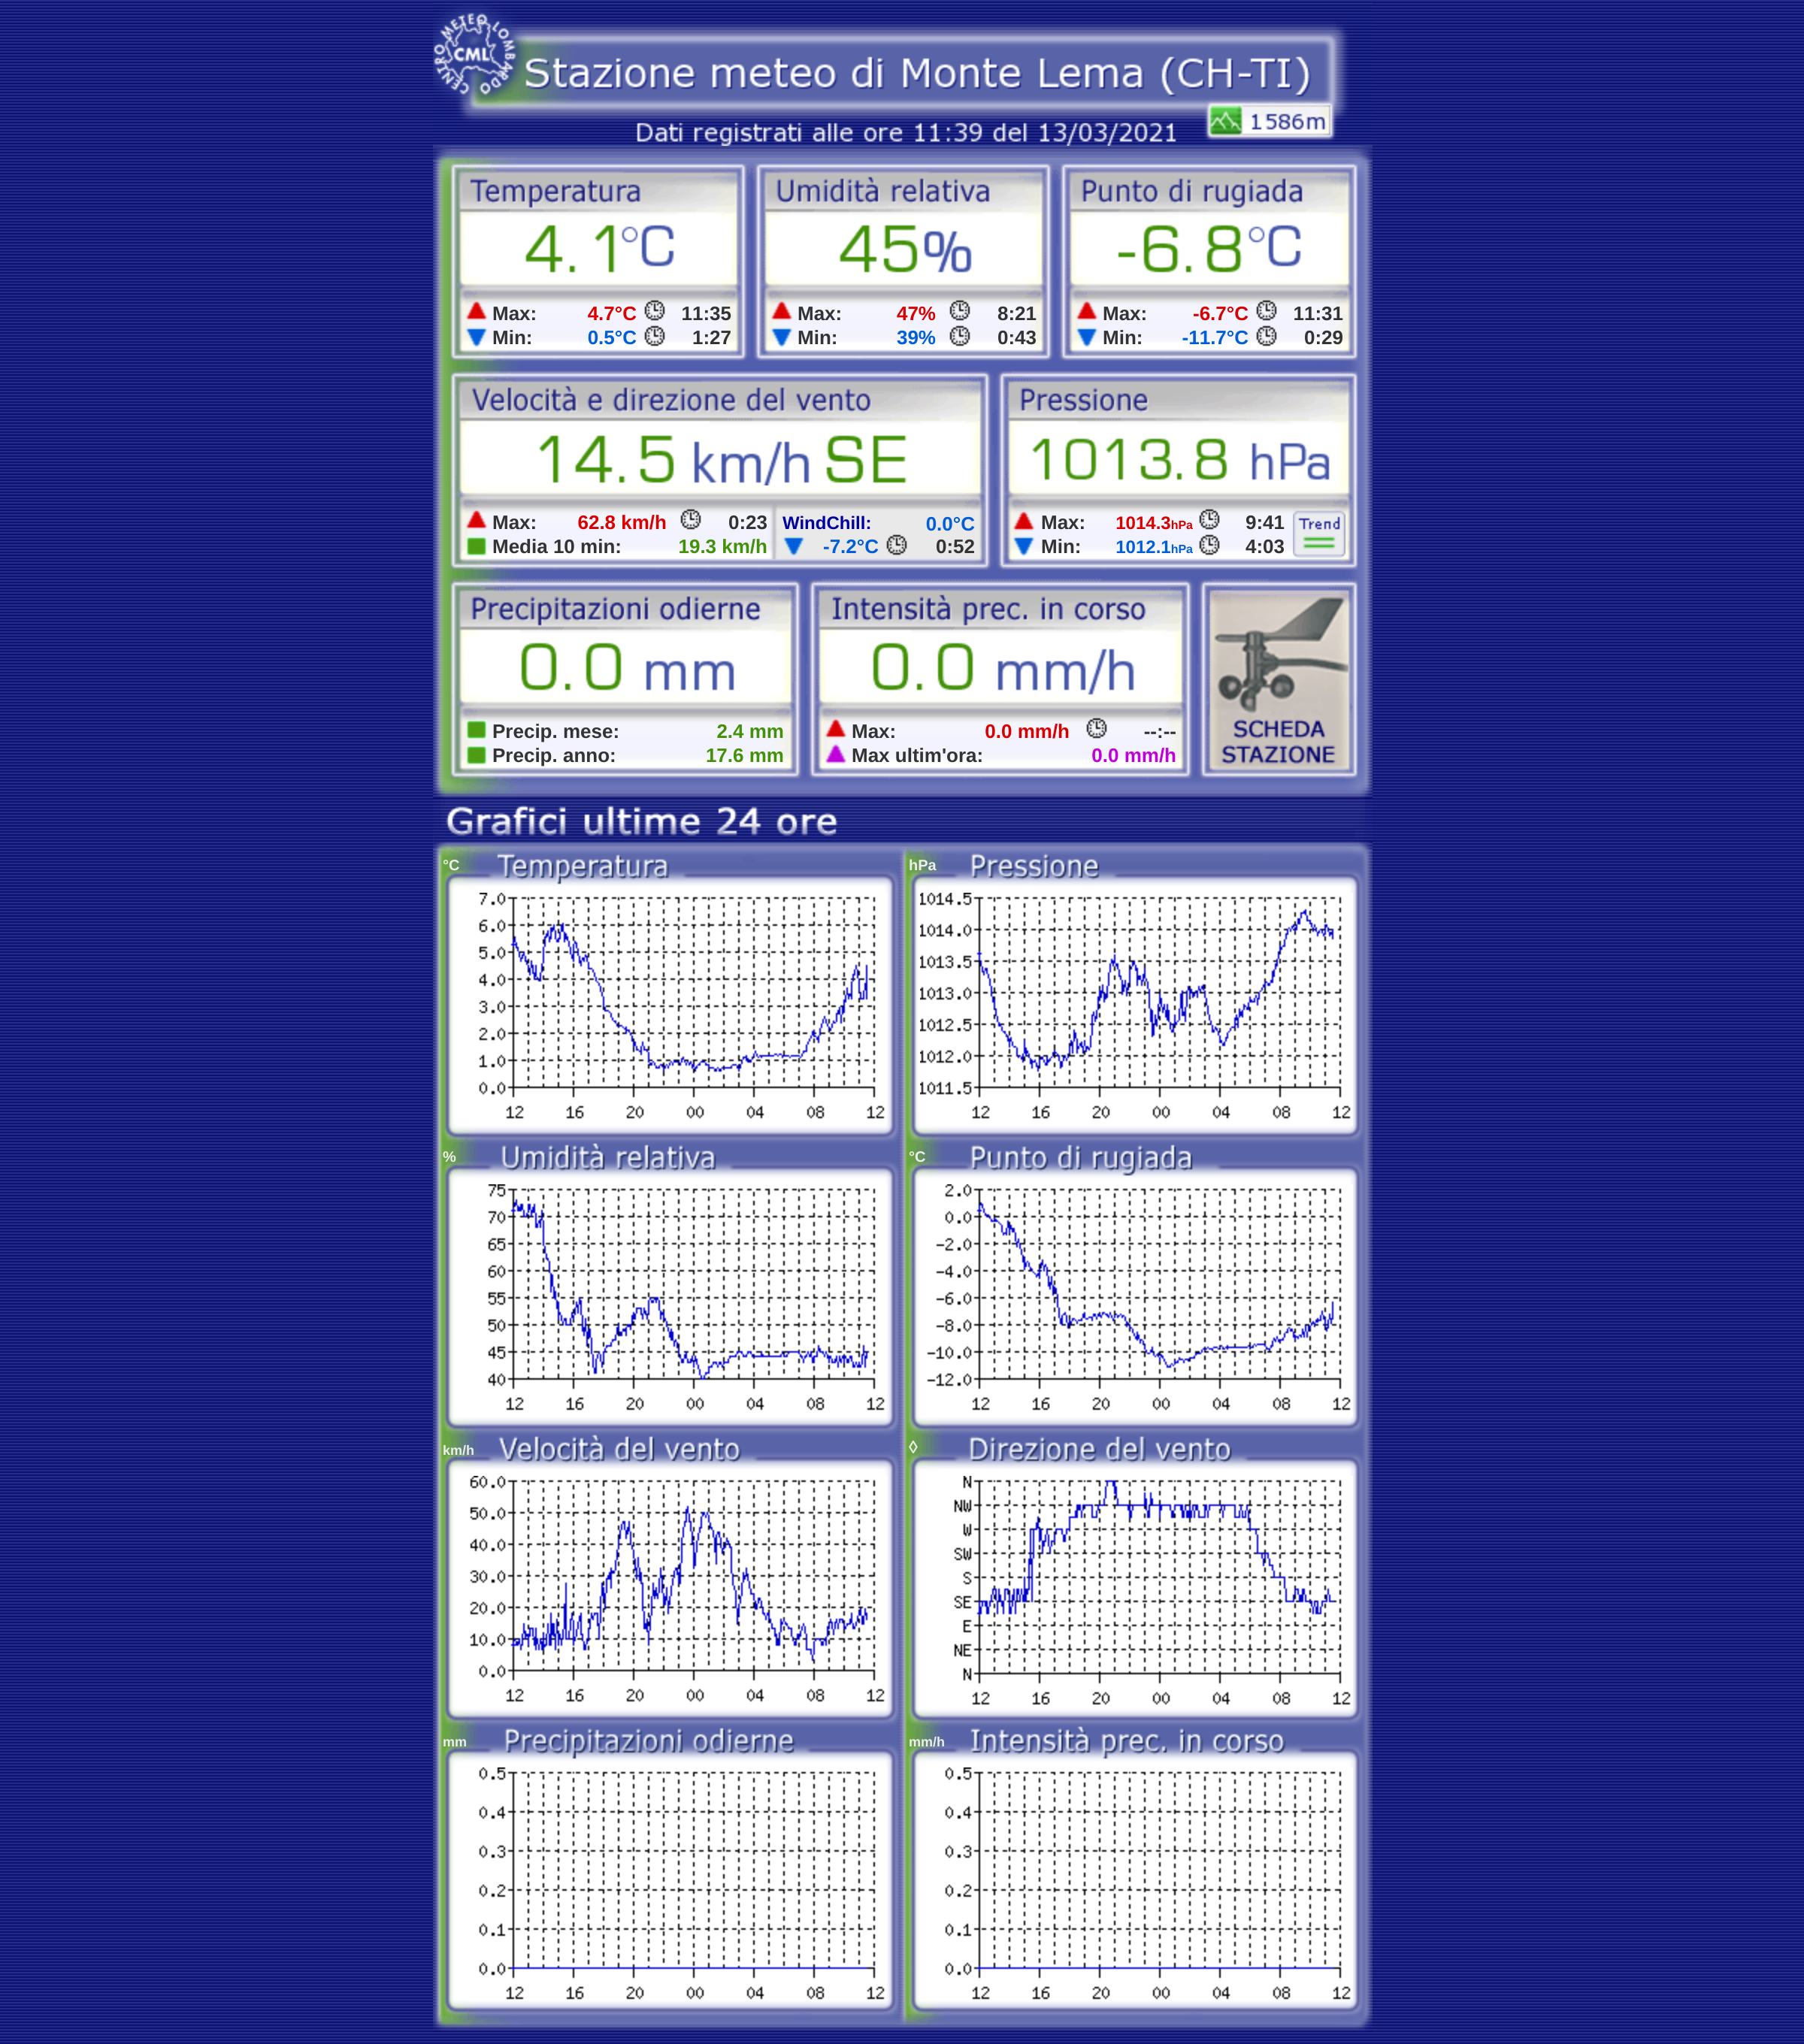 CENTRO METEO LOMBARDO
CML
Stazione meteo di Monte Lema (CH-TI)
1586m
Dati registrati alle ore 11:39 del 13/03/2021
Temperatura Umidità relativa Punto di rugiada
4.1°C 45% -6.8°C
Max: 4.7°C 11:35 Max: 47% 8:21 Max: -6.7°C 11:31
Min: 0.5°C 1:27 Min: 39% 0:43 Min: -11.7°C 0:29
Velocità e direzione del vento Pressione
14.5 km/h SE 1013.8 hPa
Max: 62.8 km/h 0:23 WindChill: 0.0°C Max: 1014.3hPa 9:41 Trend
Media 10 min: 19.3 km/h -7.2°C 0:52 Min: 1012.1hPa 4:03
Precipitazioni odierne Intensità prec. in corso
0.0 mm 0.0 mm/h
Precip. mese: 2.4 mm Max: 0.0 mm/h --:-- SCHEDA
Precip. anno: 17.6 mm Max ultim'ora: 0.0 mm/h STAZIONE
Grafici ultime 24 ore
°C Temperatura
7.0
6.0
5.0
4.0
3.0
2.0
1.0
0.0
12 16 20 00 04 08 12
hPa Pressione
1014.5
1014.0
1013.5
1013.0
1012.5
1012.0
1011.5
12 16 20 00 04 08 12
% Umidità relativa
75
70
65
60
55
50
45
40
12 16 20 00 04 08 12
°C Punto di rugiada
2.0
0.0
-2.0
-4.0
-6.0
-8.0
-10.0
-12.0
12 16 20 00 04 08 12
km/h Velocità del vento
60.0
50.0
40.0
30.0
20.0
10.0
0.0
12 16 20 00 04 08 12
◊ Direzione del vento
N
NW
W
SW
S
SE
E
NE
N
12 16 20 00 04 08 12
mm Precipitazioni odierne
0.5
0.4
0.3
0.2
0.1
0.0
12 16 20 00 04 08 12
mm/h Intensità prec. in corso
0.5
0.4
0.3
0.2
0.1
0.0
12 16 20 00 04 08 12